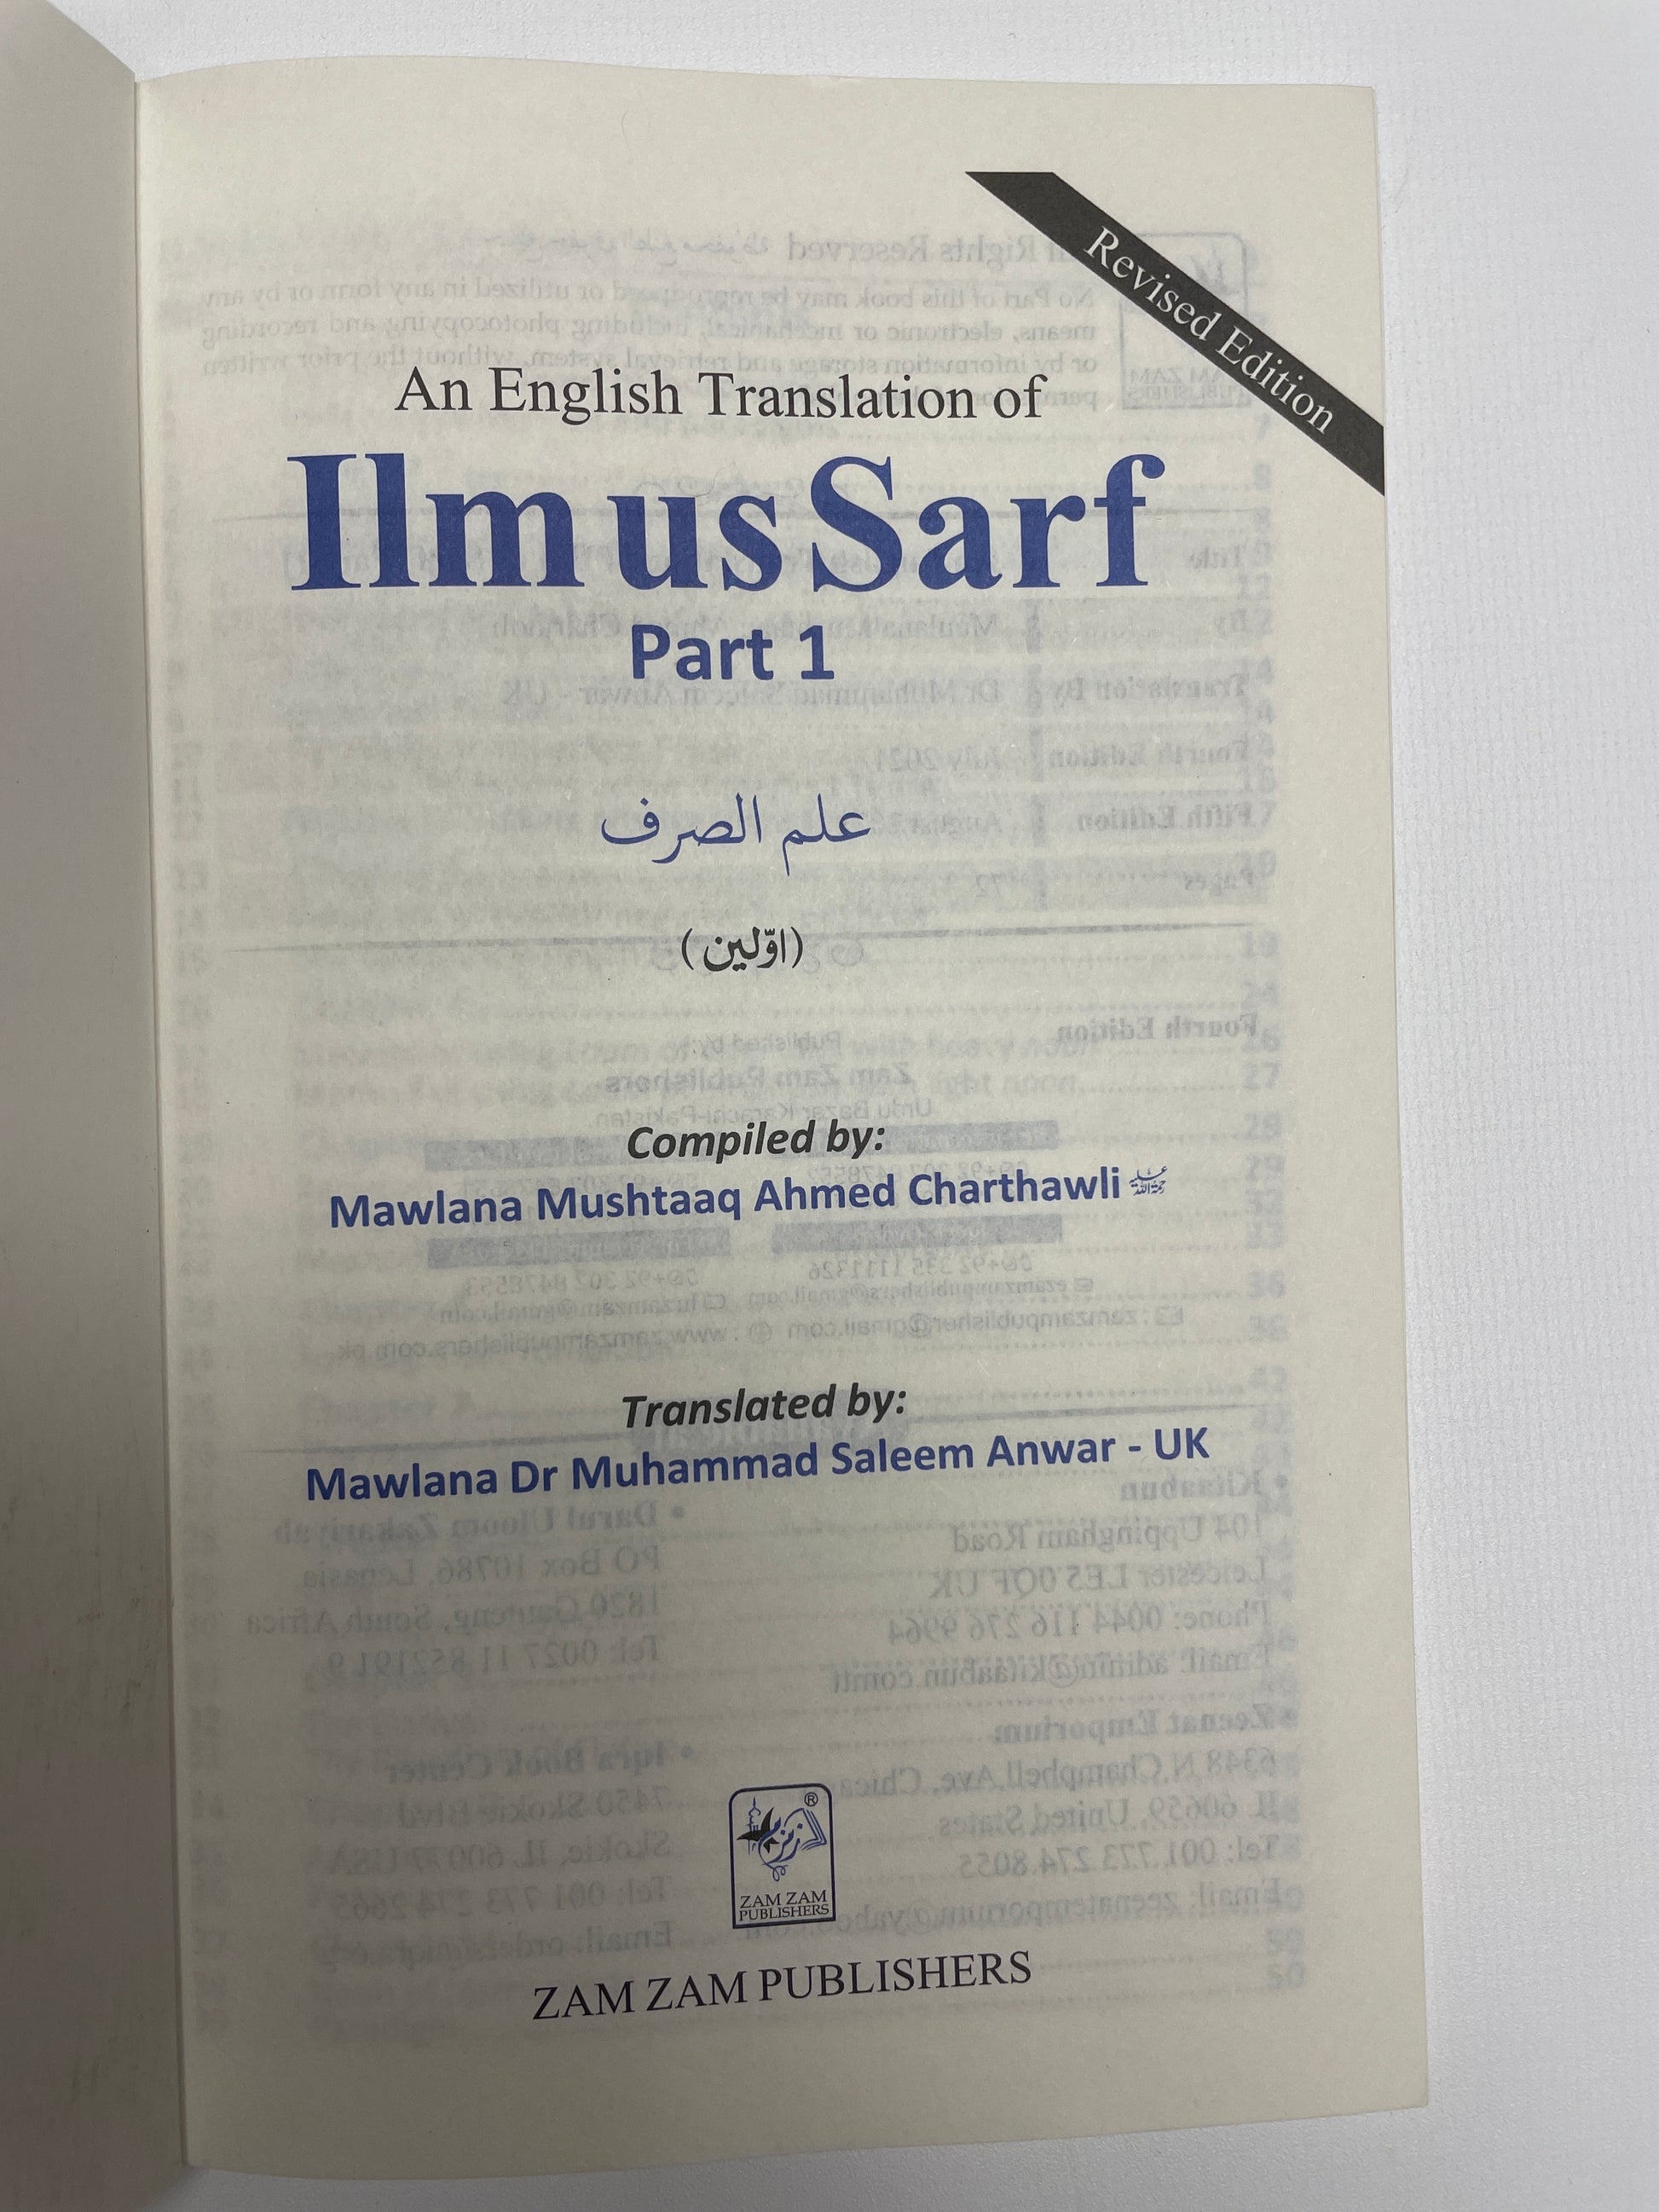 Revised Edition
An English Translation of
Ilm us Sarf
Part 1
علم الصرف
(اوّلین)
Compiled by:
Mawlana Mushtaaq Ahmed Charthawli
Translated by:
Mawlana Dr Muhammad Saleem Anwar - UK
زمزم
®
ZAM ZAM
PUBLISHERS
ZAM ZAM PUBLISHERS